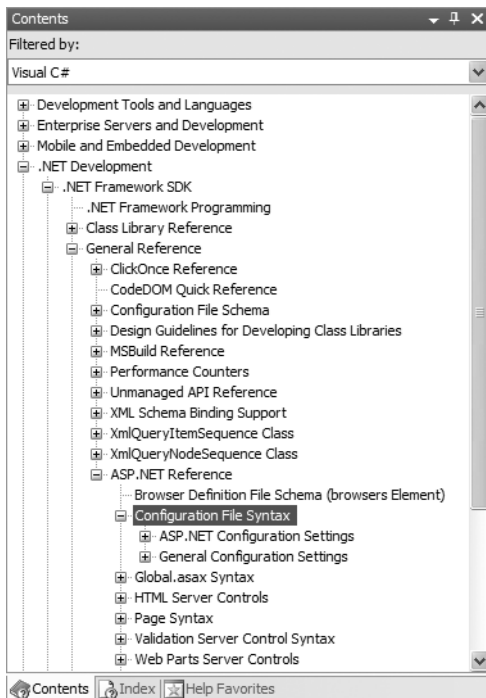 Contents
Filtered by:
Visual C#
Development Tools and Languages
Enterprise Servers and Development
Mobile and Embedded Development
.NET Development
.NET Framework SDK
.NET Framework Programming
Class Library Reference
General Reference
ClickOnce Reference
CodeDOM Quick Reference
Configuration File Schema
Design Guidelines for Developing Class Libraries
MSBuild Reference
Performance Counters
Unmanaged API Reference
XML Schema Binding Support
XmlQueryItemSequence Class
XmlQueryNodeSequence Class
ASP.NET Reference
Browser Definition File Schema (browsers Element)
Configuration File Syntax
ASP.NET Configuration Settings
General Configuration Settings
Global.asax Syntax
HTML Server Controls
Page Syntax
Validation Server Control Syntax
Web Parts Server Controls
Contents Index Help Favorites